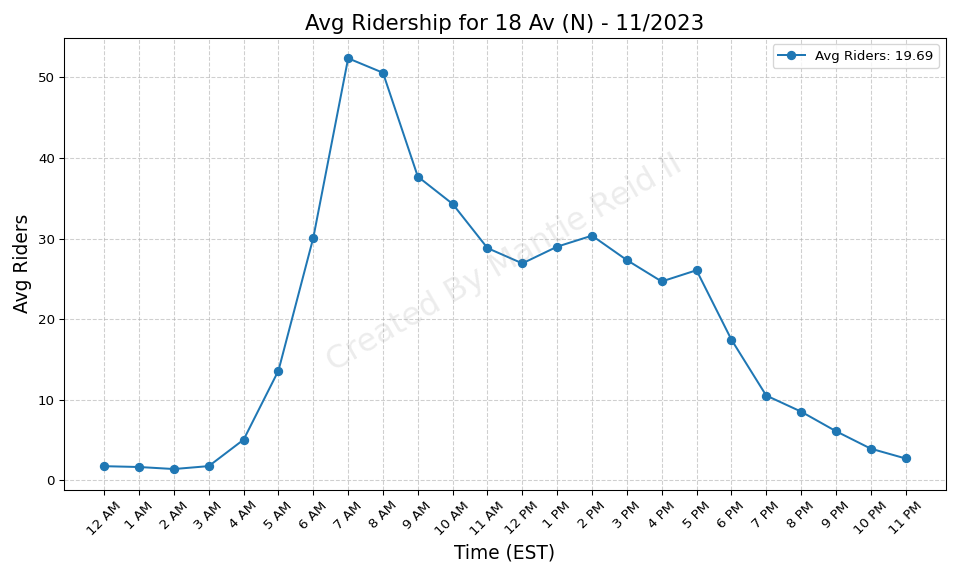 Avg Ridership for 18 Av (N) - 11/2023
Avg Riders: 19.69
50
40
30
20
10
0
Avg Riders
Created By Mantle Reid II
12 AM
1 AM
2 AM
3 AM
4 AM
5 AM
6 AM
7 AM
8 AM
9 AM
10 AM
11 AM
12 PM
1 PM
2 PM
3 PM
4 PM
5 PM
6 PM
7 PM
8 PM
9 PM
10 PM
11 PM
Time (EST)